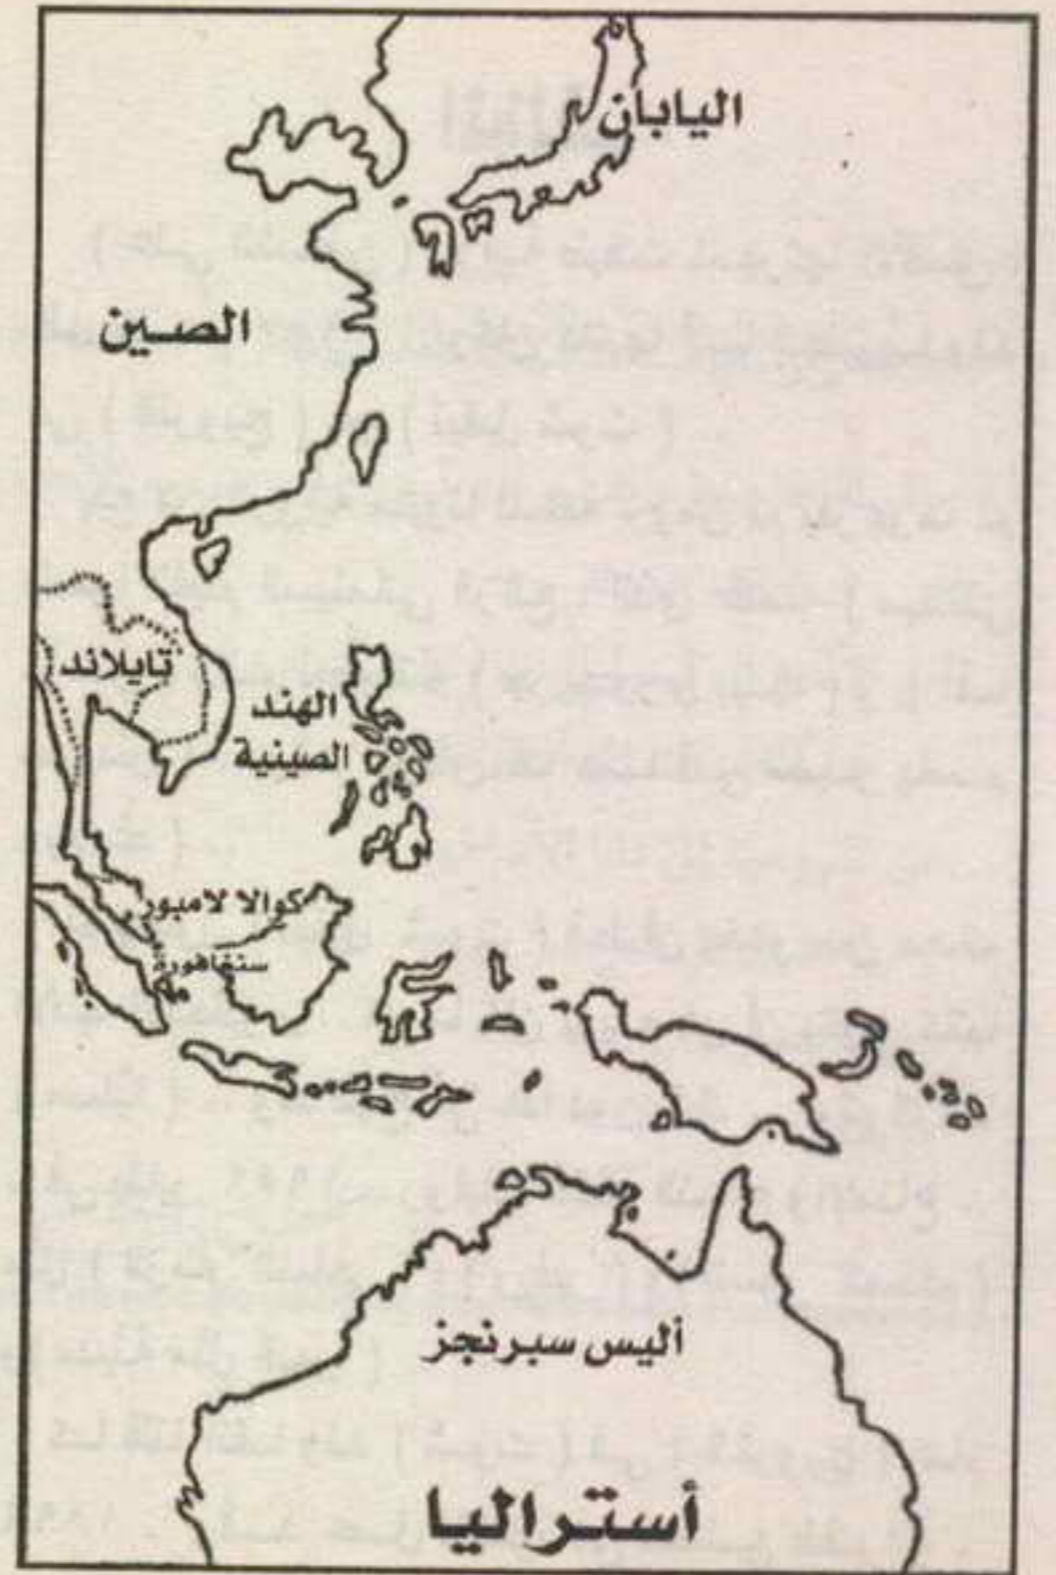 اليابان
الصين
تايلاند
الهند
الصينية
كوالا لامبور
سنغافورة
أليس سبرنجز
أستراليا